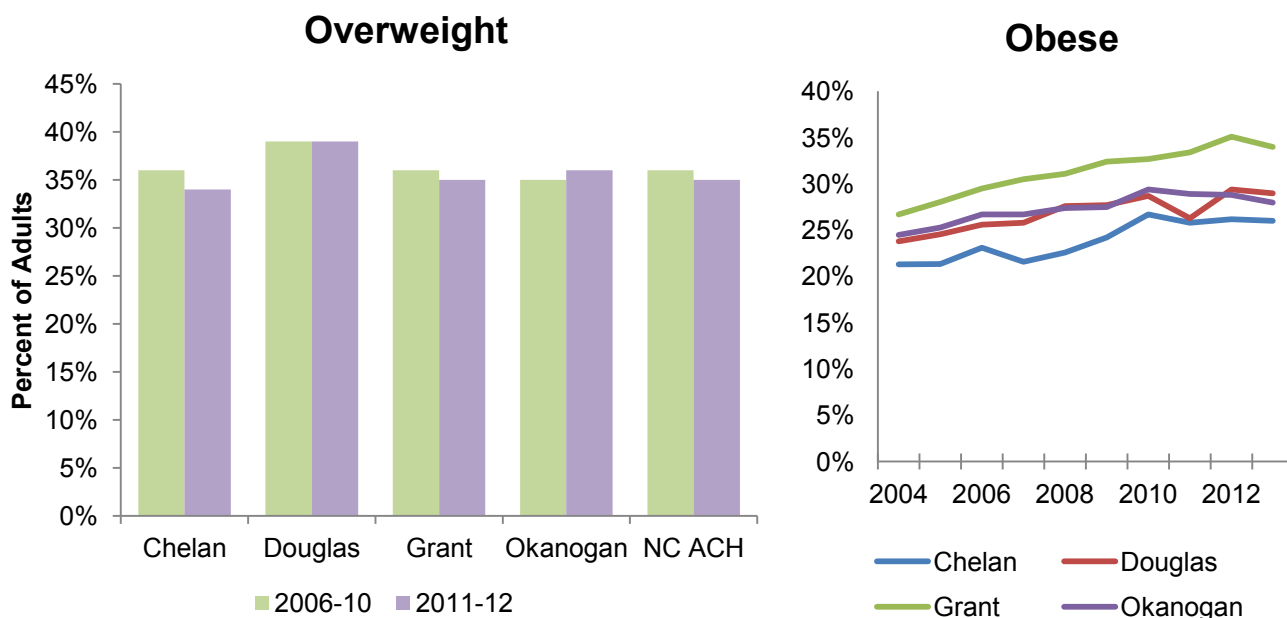 Overweight
Percent of Adults
45%
40%
35%
30%
25%
20%
15%
10%
5%
0%
Chelan Douglas Grant Okanogan NC ACH
2006-10 2011-12
Obese
40%
35%
30%
25%
20%
15%
10%
5%
0%
2004 2006 2008 2010 2012
Chelan Douglas
Grant Okanogan